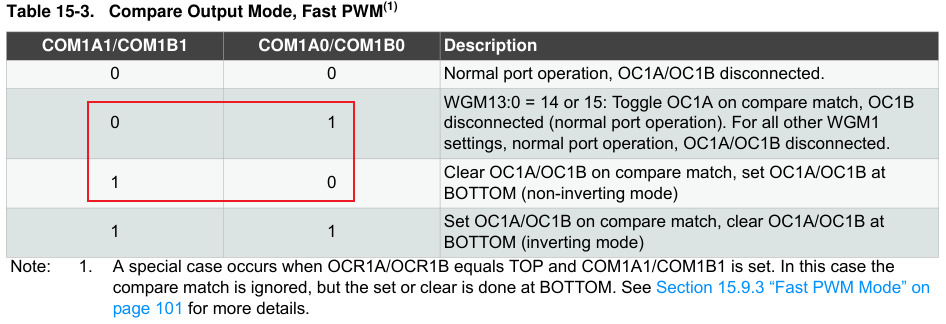 Table 15-3. Compare Output Mode, Fast PWM(1)
COM1A1/COM1B1 COM1A0/COM1B0 Description
0 0 Normal port operation, OC1A/OC1B disconnected.
0 1 WGM13:0 = 14 or 15: Toggle OC1A on compare match, OC1B
disconnected (normal port operation). For all other WGM1
settings, normal port operation, OC1A/OC1B disconnected.
1 0 Clear OC1A/OC1B on compare match, set OC1A/OC1B at
BOTTOM (non-inverting mode)
1 1 Set OC1A/OC1B on compare match, clear OC1A/OC1B at
BOTTOM (inverting mode)
Note: 1. A special case occurs when OCR1A/OCR1B equals TOP and COM1A1/COM1B1 is set. In this case the
compare match is ignored, but the set or clear is done at BOTTOM. See Section 15.9.3 “Fast PWM Mode” on
page 101 for more details.